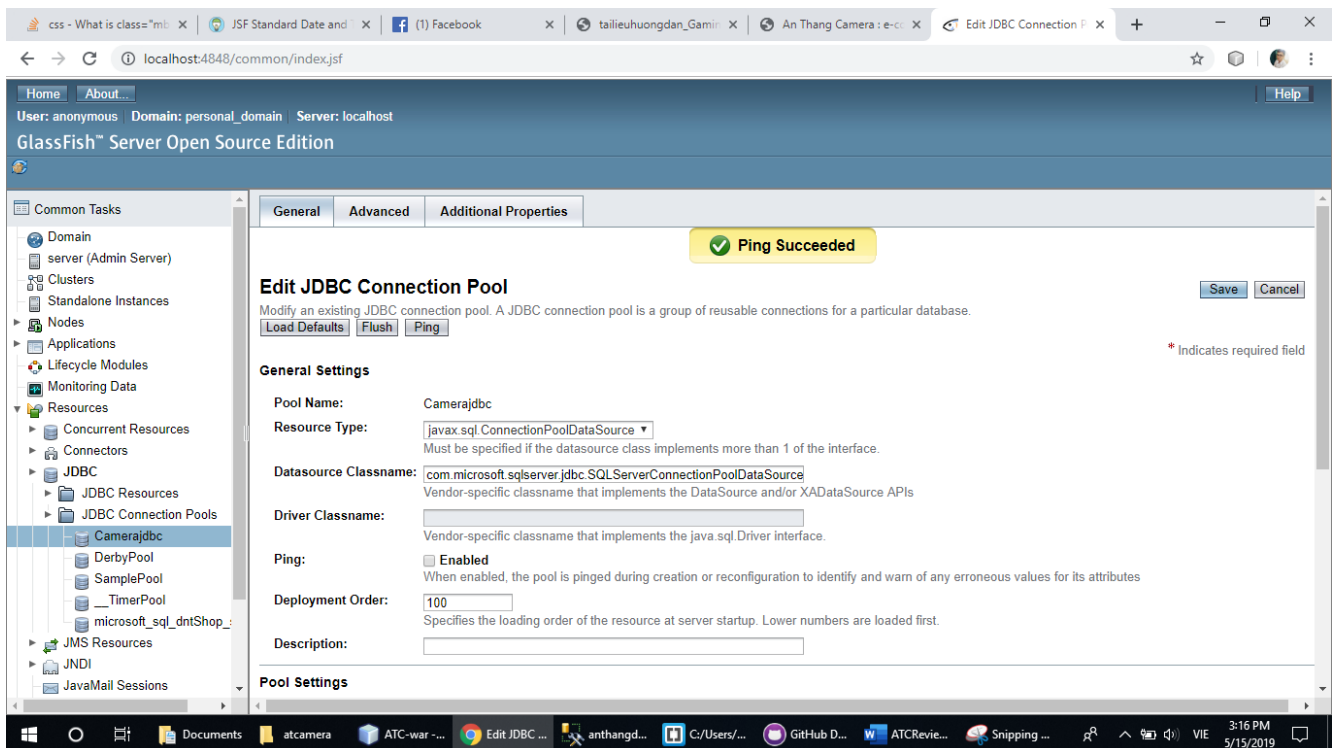 css - What is class="mb
JSF Standard Date and T
(1) Facebook
tailieuhuongdan_Gamin
An Thang Camera : e-co
Edit JDBC Connection P
localhost:4848/common/index.jsf
Home About... Help
User: anonymous Domain: personal_domain Server: localhost
GlassFish™ Server Open Source Edition
Common Tasks
Domain
server (Admin Server)
Clusters
Standalone Instances
Nodes
Applications
Lifecycle Modules
Monitoring Data
Resources
Concurrent Resources
Connectors
JDBC
JDBC Resources
JDBC Connection Pools
Camerajdbc
DerbyPool
SamplePool
__TimerPool
microsoft_sql_dntShop_
JMS Resources
JNDI
JavaMail Sessions
General Advanced Additional Properties
Ping Succeeded
Edit JDBC Connection Pool
Save Cancel
Modify an existing JDBC connection pool. A JDBC connection pool is a group of reusable connections for a particular database.
Load Defaults Flush Ping
* Indicates required field
General Settings
Pool Name: Camerajdbc
Resource Type: javax.sql.ConnectionPoolDataSource
Must be specified if the datasource class implements more than 1 of the interface.
Datasource Classname: com.microsoft.sqlserver.jdbc.SQLServerConnectionPoolDataSource
Vendor-specific classname that implements the DataSource and/or XADataSource APIs
Driver Classname:
Vendor-specific classname that implements the java.sql.Driver interface.
Ping: Enabled
When enabled, the pool is pinged during creation or reconfiguration to identify and warn of any erroneous values for its attributes
Deployment Order: 100
Specifies the loading order of the resource at server startup. Lower numbers are loaded first.
Description:
Pool Settings
Documents atcamera ATC-war -... Edit JDBC ... anthangd... C:/Users/... GitHub D... ATCRevie... Snipping ... VIE 3:16 PM
5/15/2019